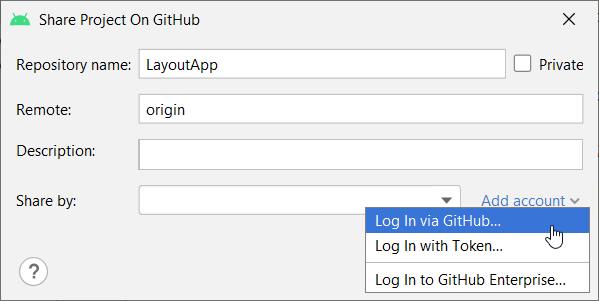 Share Project On GitHub
Repository name: LayoutApp Private
Remote: origin
Description:
Share by: Add account
Log In via GitHub...
Log In with Token...
Log In to GitHub Enterprise...
?